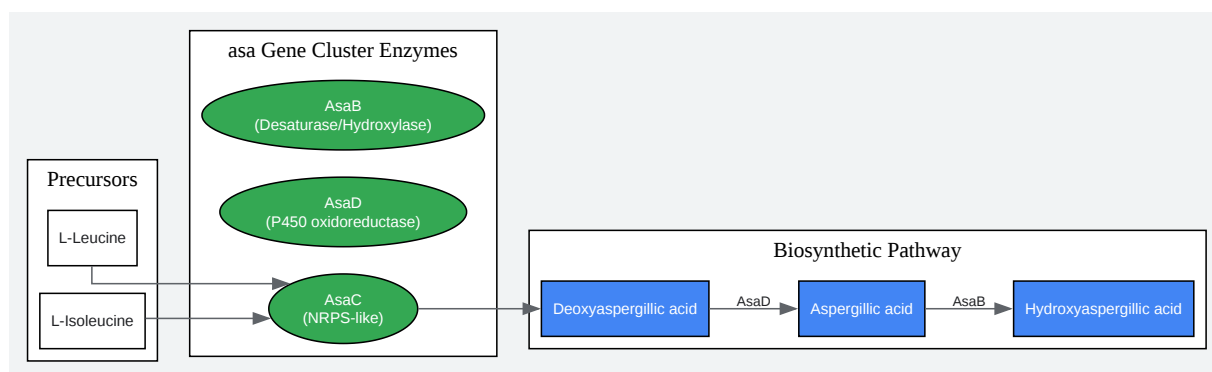 Precursors
L-Leucine
L-Isoleucine
asa Gene Cluster Enzymes
AsaB
(Desaturase/Hydroxylase)
AsaD
(P450 oxidoreductase)
AsaC
(NRPS-like)
Biosynthetic Pathway
Deoxyaspergillic acid
AsaD
Aspergillic acid
AsaB
Hydroxyaspergillic acid